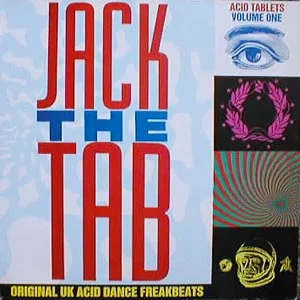 JACK
THE
TAB
ACID TABLETS
VOLUME ONE
ORIGINAL UK ACID DANCE FREAKBEATS